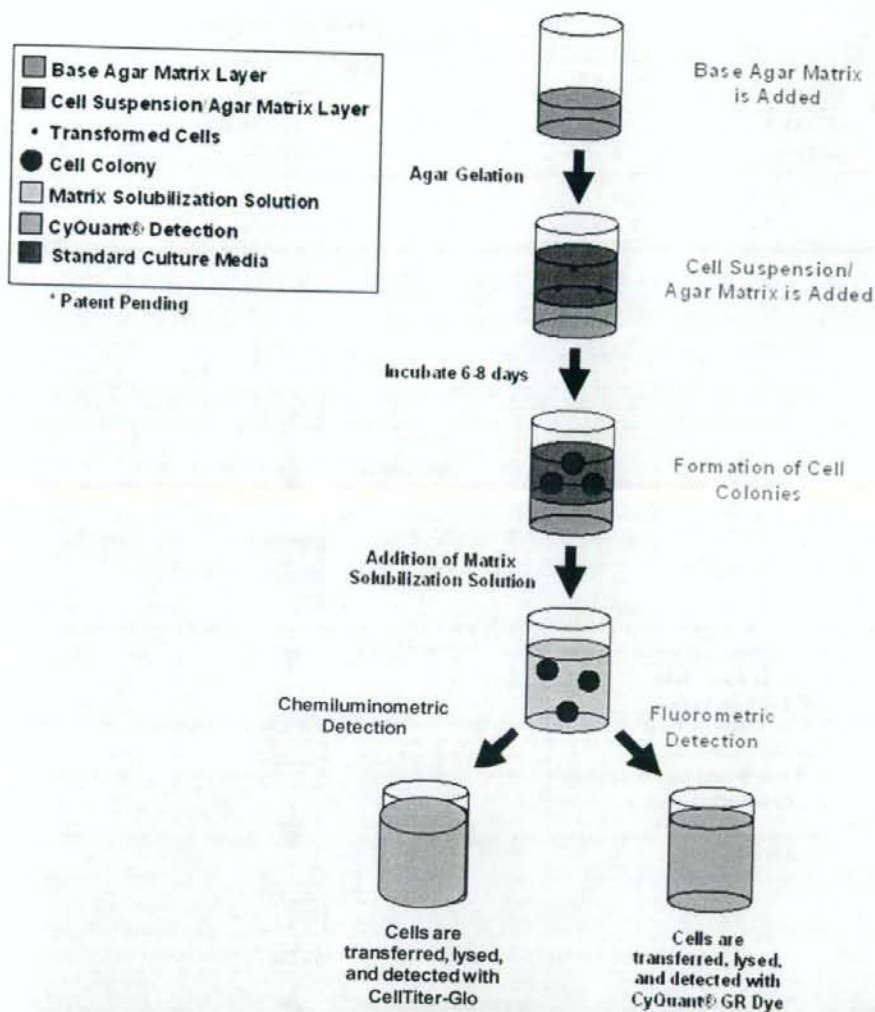 Base Agar Matrix Layer
Cell Suspension/Agar Matrix Layer
Transformed Cells
Cell Colony
Matrix Solubilization Solution
CyQuant® Detection
Standard Culture Media
* Patent Pending
Base Agar Matrix
is Added
Agar Gelation
Cell Suspension/
Agar Matrix is Added
Incubate 6-8 days
Formation of Cell
Colonies
Addition of Matrix
Solubilization Solution
Chemiluminometric
Detection
Fluorometric
Detection
Cells are
transferred, lysed,
and detected with
CellTiter-Glo
Cells are
transferred, lysed,
and detected with
CyQuant® GR Dye